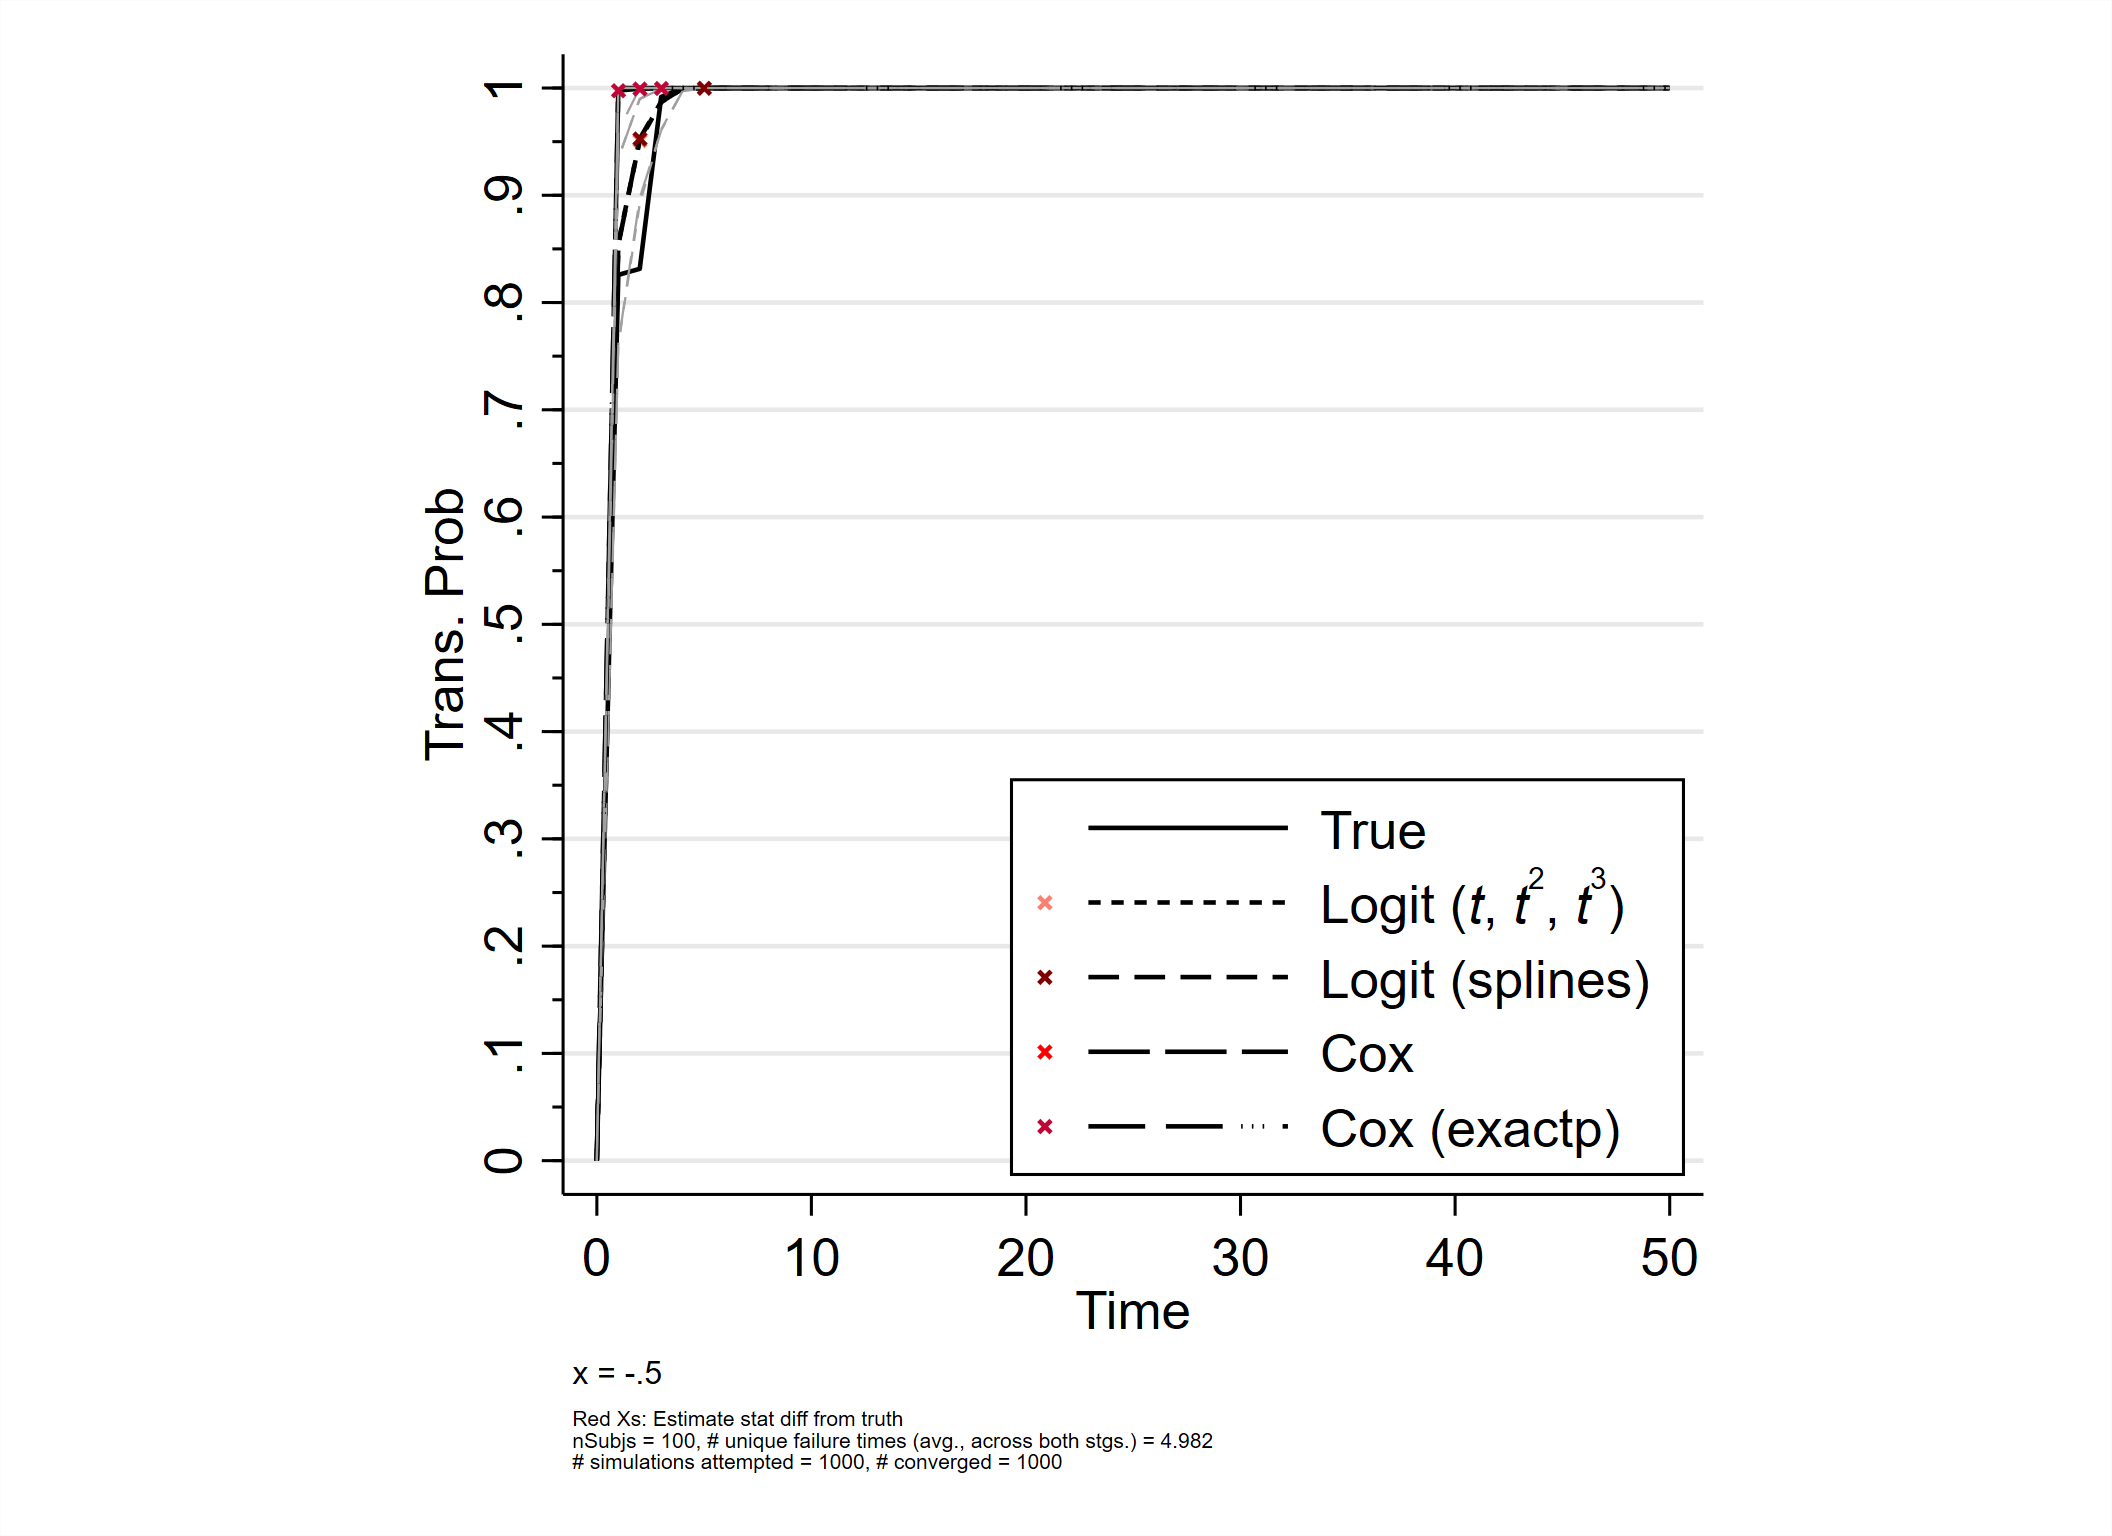 Trans. Prob
1
.9
.8
.7
.6
.5
.4
.3
.2
.1
0
True
Logit (t, t², t³)
Logit (splines)
Cox
Cox (exactp)
0 10 20 30 40 50
Time
x = -.5
Red Xs: Estimate stat diff from truth
nSubjs = 100, # unique failure times (avg., across both stgs.) = 4.982
# simulations attempted = 1000, # converged = 1000